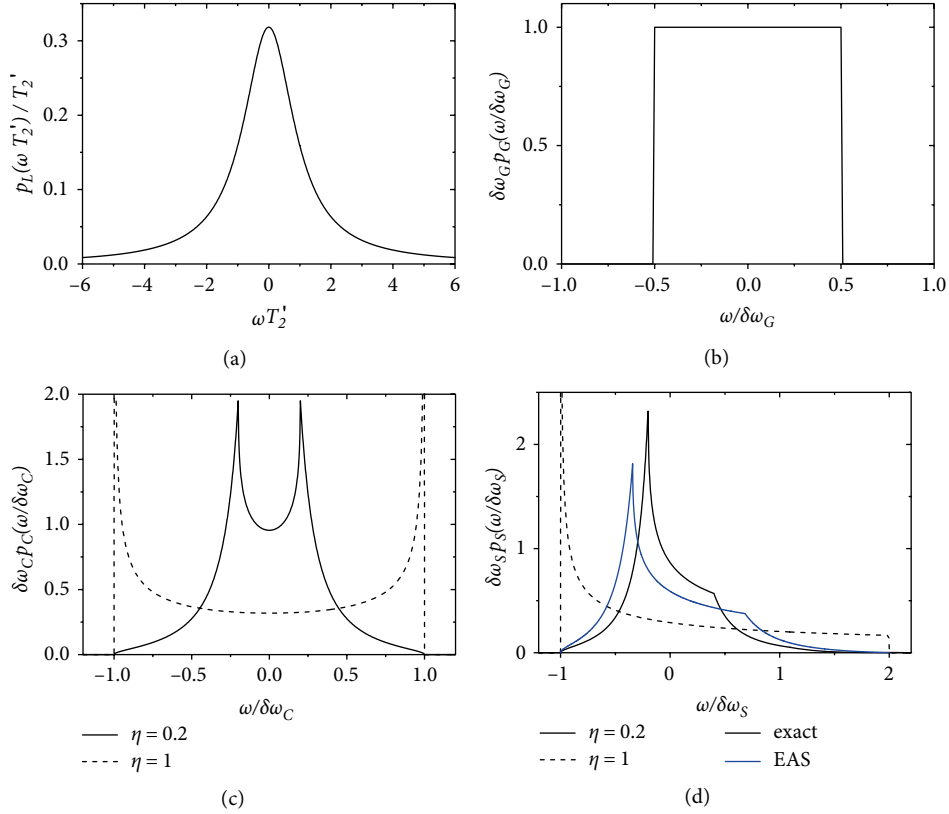 0.3
0.2
0.1
0.0
p_L(ω T_2') / T_2'
−6 −4 −2 0 2 4 6
ωT_2'
(a)
1.0
0.5
0.0
δω_G p_G(ω/δω_G)
−1.0 −0.5 0.0 0.5 1.0
ω/δω_G
(b)
2.0
1.5
1.0
0.5
0.0
δω_C p_C(ω/δω_C)
−1.0 −0.5 0.0 0.5 1.0
ω/δω_C
η = 0.2
η = 1
(c)
2
1
0
δω_S p_S(ω/δω_S)
−1 0 1 2
ω/δω_S
η = 0.2 exact
η = 1 EAS
(d)